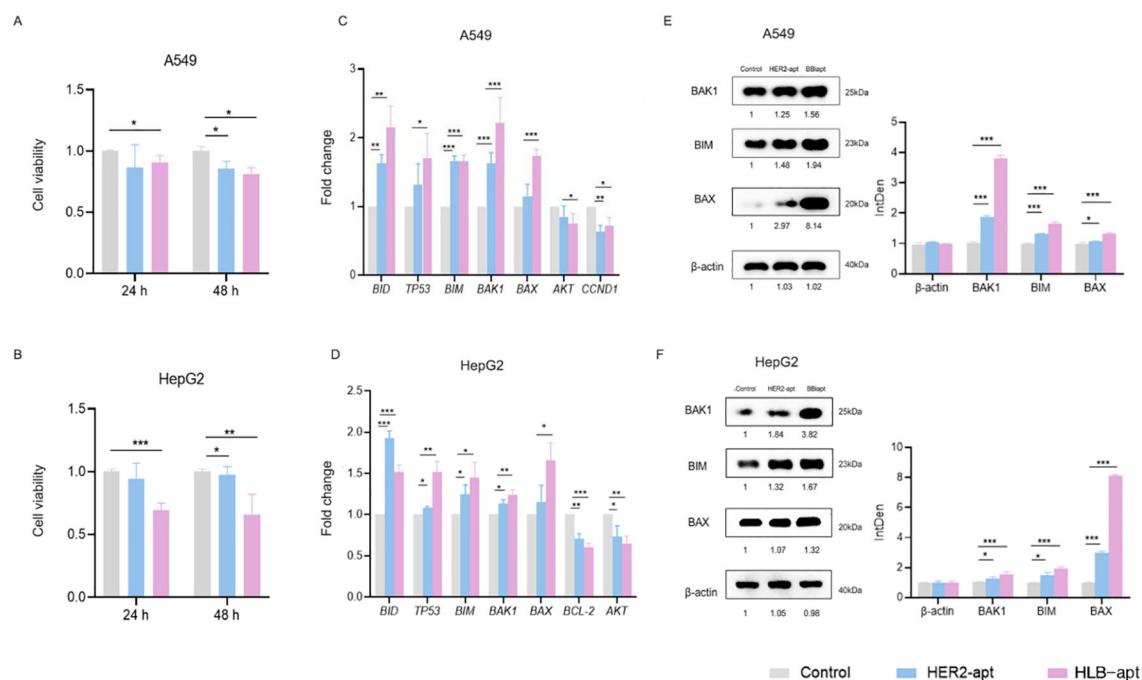 A
A549
Cell viability
1.5
1.0
0.5
0.0
*
*
*
24 h
48 h
B
HepG2
Cell viability
1.5
1.0
0.5
0.0
***
**
*
24 h
48 h
C
A549
Fold change
3
2
1
0
**
**
*
***
***
***
***
***
*
*
**
BID TP53 BIM BAK1 BAX AKT CCND1
D
HepG2
Fold change
2.0
1.5
1.0
0.5
0.0
***
***
**
*
*
*
**
*
*
***
**
**
*
BID TP53 BIM BAK1 BAX BCL-2 AKT
E
A549
Control HER2-apt BBiapt
BAK1 25kDa
1 1.25 1.56
BIM 23kDa
1 1.48 1.94
BAX 20kDa
1 2.97 8.14
β-actin 40kDa
1 1.03 1.02
IntDen
5
4
3
2
1
0
***
***
***
***
***
*
β-actin BAK1 BIM BAX
F
HepG2
Control HER2-apt BBiapt
BAK1 25kDa
1 1.84 3.82
BIM 23kDa
1 1.32 1.67
BAX 20kDa
1 1.07 1.32
β-actin 40kDa
1 1.05 0.98
IntDen
10
8
6
4
2
0
***
*
***
*
***
***
β-actin BAK1 BIM BAX
Control HER2-apt HLB-apt